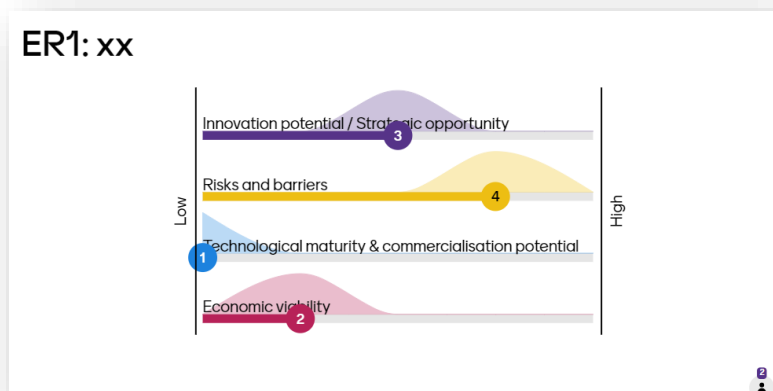 ER1: xx
Innovation potential / Strategic opportunity
3
Risks and barriers
4
Low
High
Technological maturity & commercialisation potential
1
Economic viability
2
2